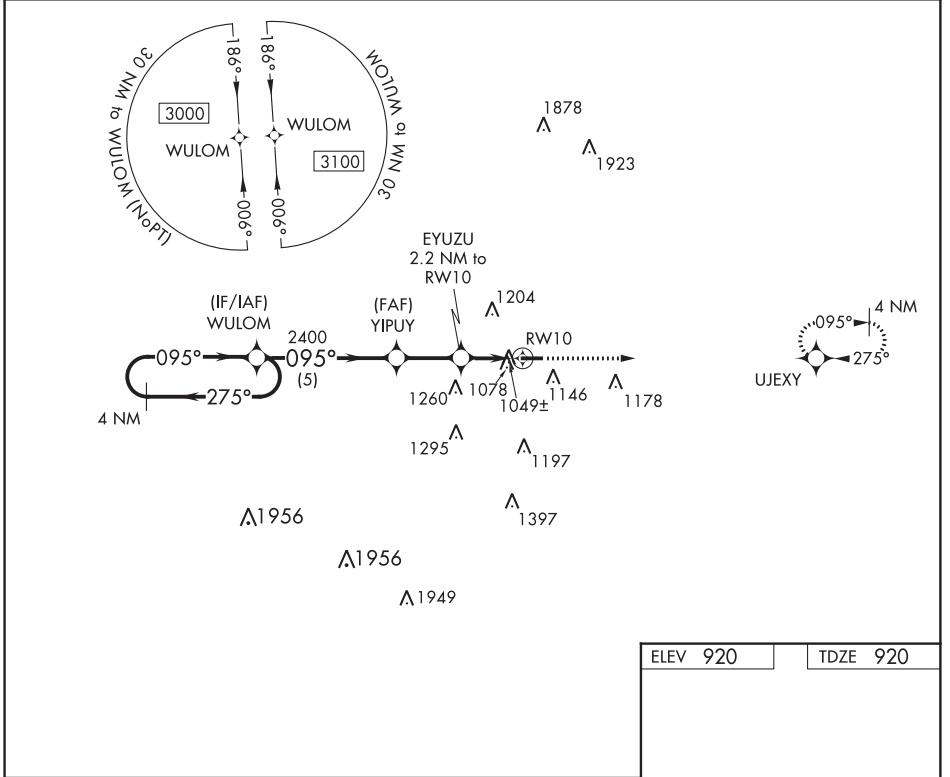 30 NM to WULOM (NoPT)
186°
3000
WULOM
006°
186°
WULOM
3100
006°
30 NM to WULOM
1878
1923
EYUZU
2.2 NM to
RW10
1204
(IF/IAF)
WULOM
(FAF)
YIPUY
RW10
2400
095°
095°
(5)
275°
4 NM
1260
1078
1049±
1146
1178
1295
1197
1397
4 NM
095°
275°
UJEXY
1956
1956
1949
ELEV 920
TDZE 920